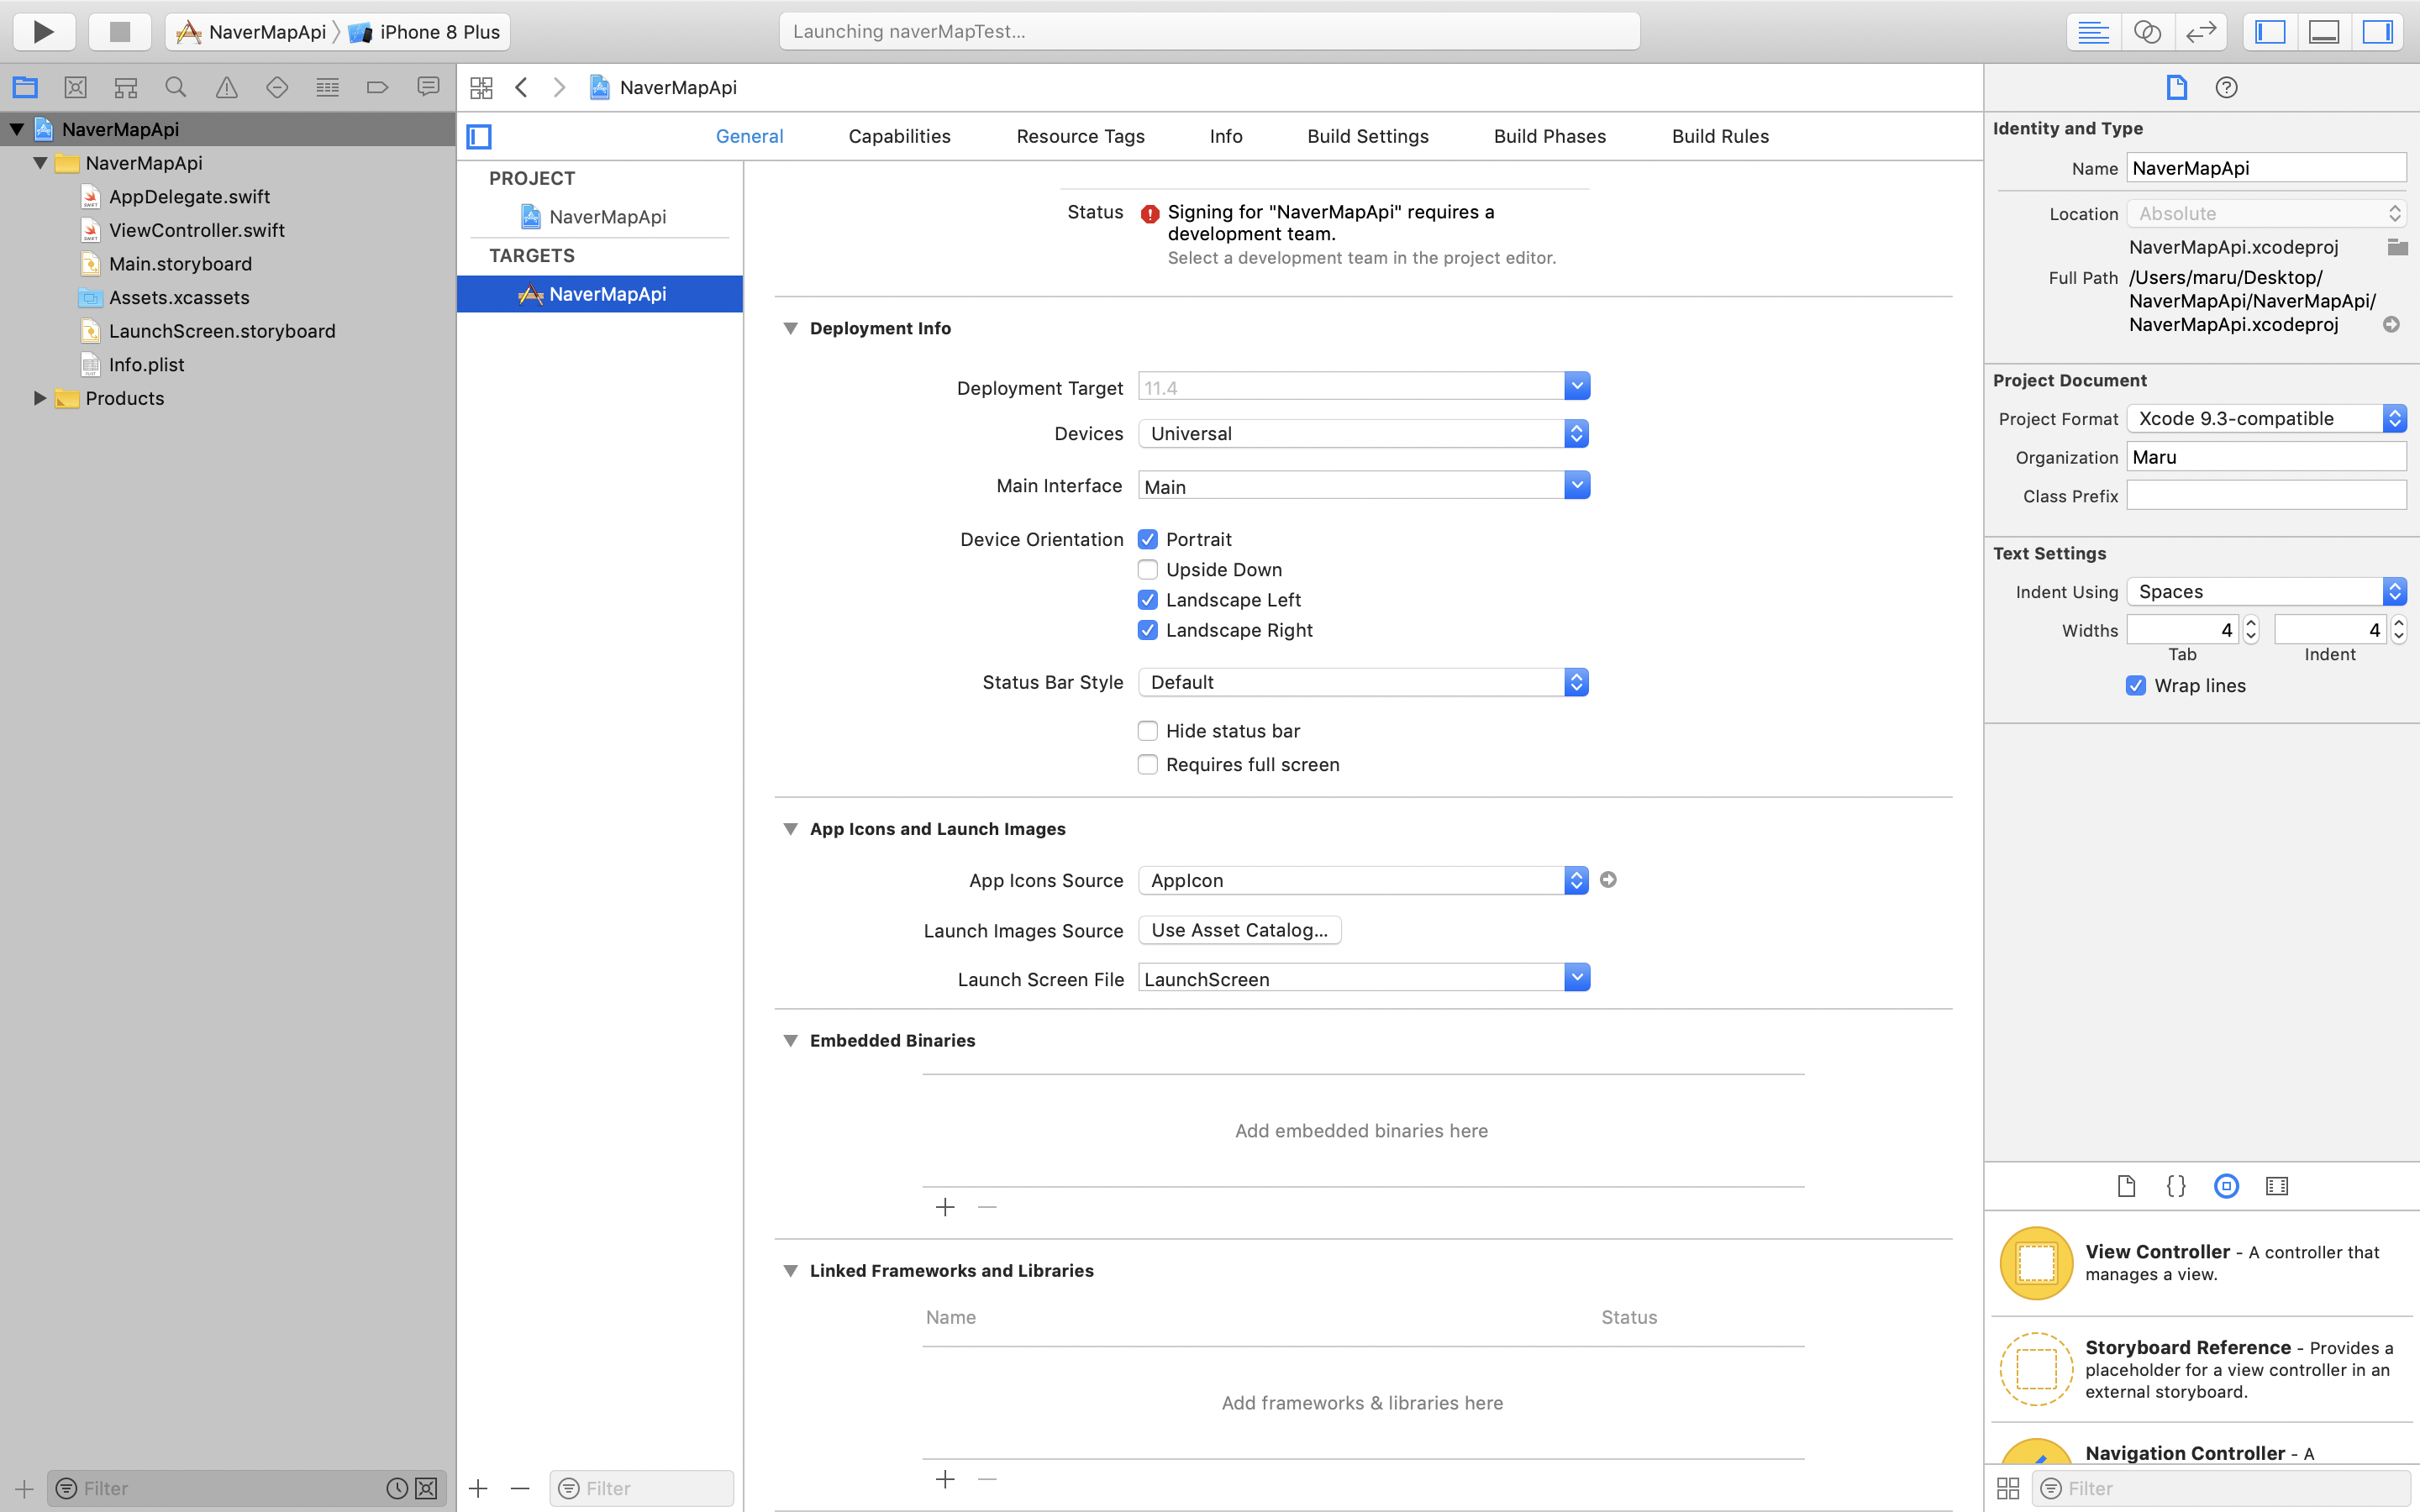 NaverMapApi
iPhone 8 Plus
Launching naverMapTest...
NaverMapApi
NaverMapApi
AppDelegate.swift
ViewController.swift
Main.storyboard
Assets.xcassets
LaunchScreen.storyboard
Info.plist
Products
Filter
NaverMapApi
General
Capabilities
Resource Tags
Info
Build Settings
Build Phases
Build Rules
PROJECT
NaverMapApi
TARGETS
NaverMapApi
Filter
Status
Signing for "NaverMapApi" requires a
development team.
Select a development team in the project editor.
Deployment Info
Deployment Target
11.4
Devices
Universal
Main Interface
Main
Device Orientation
Portrait
Upside Down
Landscape Left
Landscape Right
Status Bar Style
Default
Hide status bar
Requires full screen
App Icons and Launch Images
App Icons Source
AppIcon
Launch Images Source
Use Asset Catalog...
Launch Screen File
LaunchScreen
Embedded Binaries
Add embedded binaries here
Linked Frameworks and Libraries
Name
Status
Add frameworks & libraries here
Identity and Type
Name
NaverMapApi
Location
Absolute
NaverMapApi.xcodeproj
Full Path
/Users/maru/Desktop/
NaverMapApi/NaverMapApi/
NaverMapApi.xcodeproj
Project Document
Project Format
Xcode 9.3-compatible
Organization
Maru
Class Prefix
Text Settings
Indent Using
Spaces
Widths
4
4
Tab
Indent
Wrap lines
View Controller - A controller that
manages a view.
Storyboard Reference - Provides a
placeholder for a view controller in an
external storyboard.
Navigation Controller - A
Filter